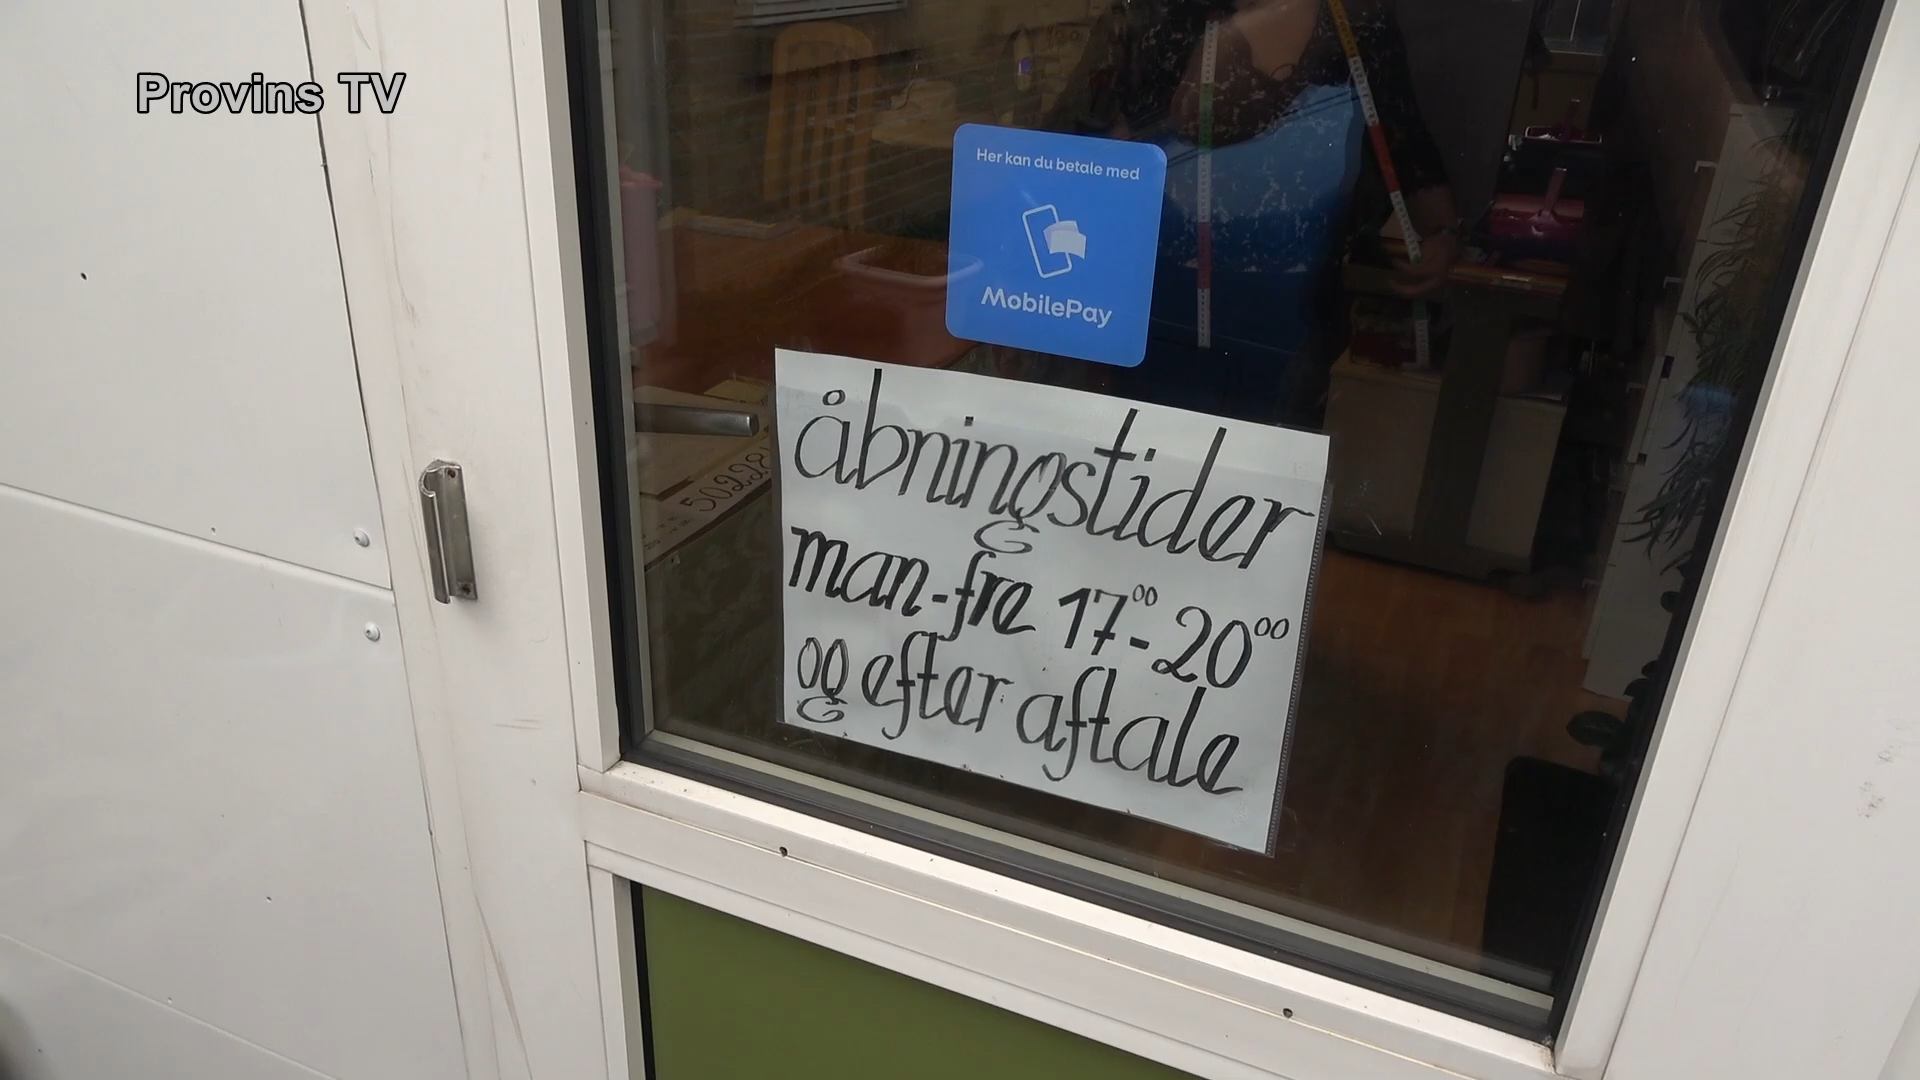 Provins TV
Her kan du betale med
MobilePay
åbningstider
man-fre 17⁰⁰-20⁰⁰
og efter aftale